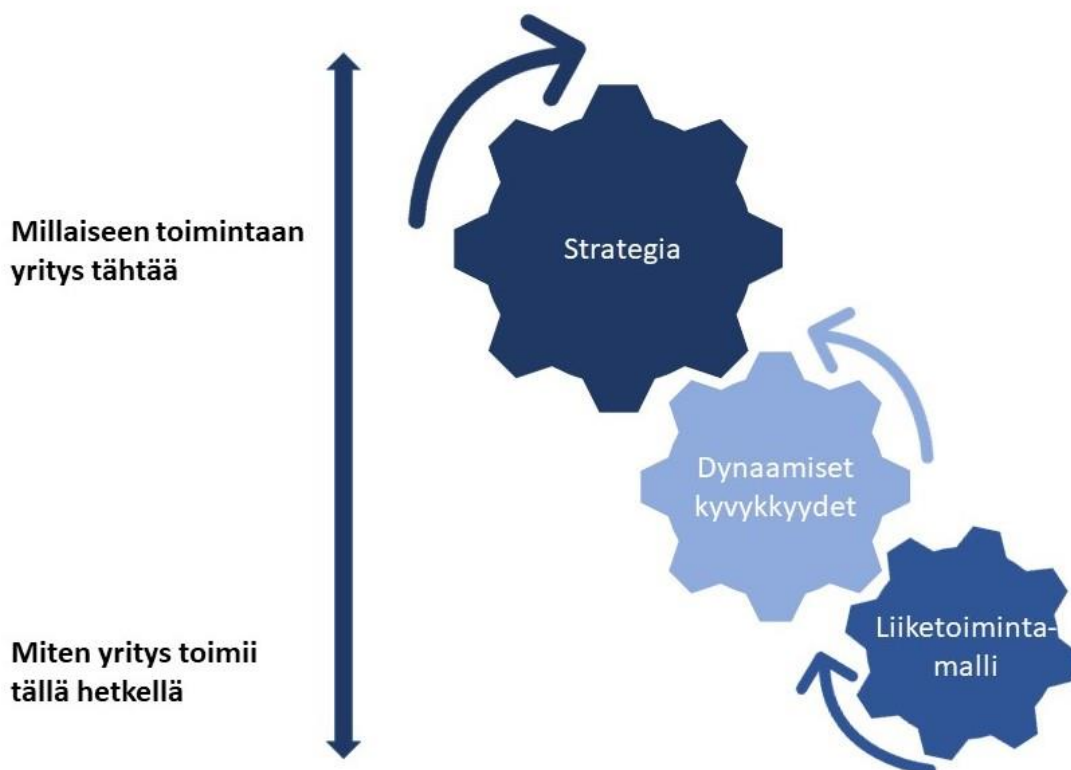 Millaiseen toimintaan
yritys tähtää
Strategia
Dynaamiset
kyvykkyydet
Liiketoiminta-
malli
Miten yritys toimii
tällä hetkellä